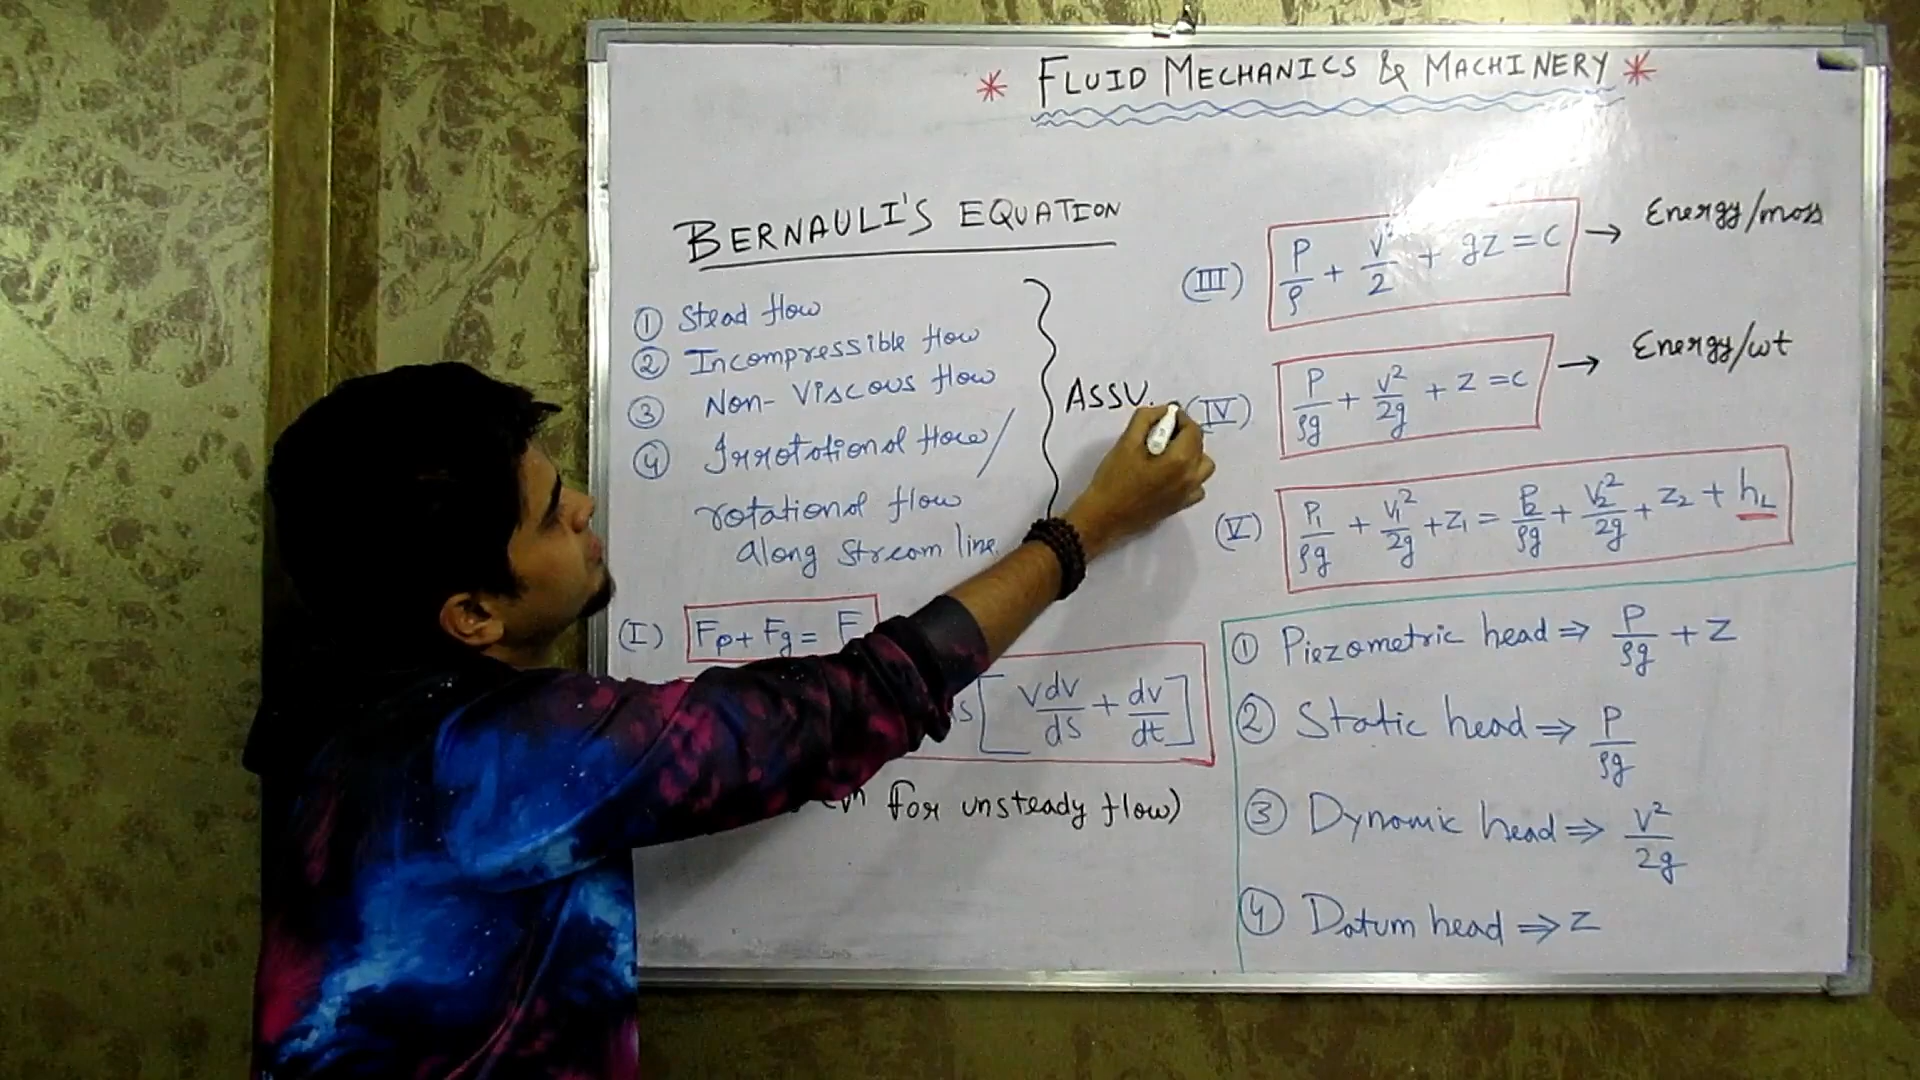 * FLUID MECHANICS & MACHINERY *
BERNAULI'S EQUATION
① Stead flow
② Incompressible flow
③ Non-Viscous flow
④ Irrotational flow/
rotational flow
along stream line
ASSU.
(I) Fp + Fg = F
ds [ Vdv/ds + dv/dt ]
for unsteady flow)
(III) P/ρ + V²/2 + gz = C → Energy/mass
(IV) P/ρg + V²/2g + Z = C → Energy/wt
(V) P₁/ρg + V₁²/2g + Z₁ = P₂/ρg + V₂²/2g + Z₂ + hL
① Piezometric head ⇒ P/ρg + Z
② Static head ⇒ P/ρg
③ Dynamic head ⇒ V²/2g
④ Datum head ⇒ Z